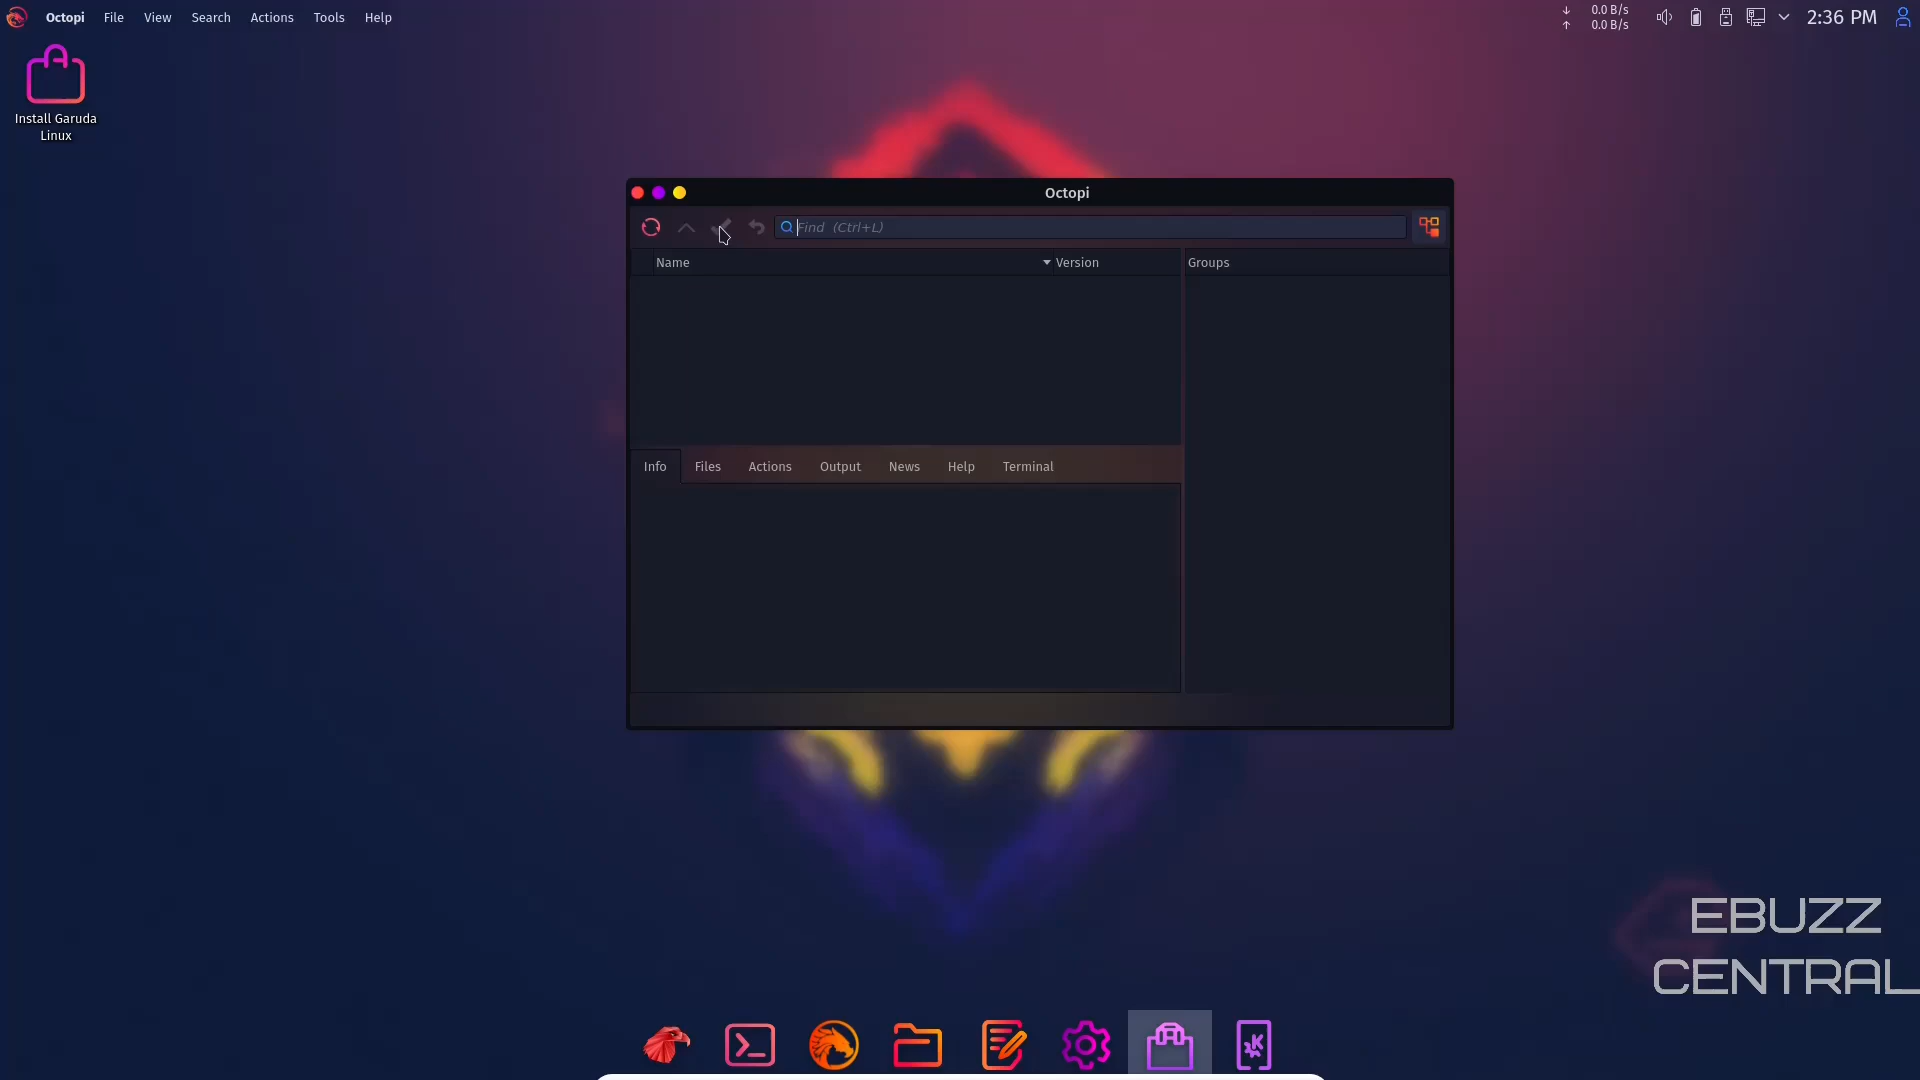 Octopi File View Search Actions Tools Help
0.0 B/s
0.0 B/s
2:36 PM
Install Garuda
Linux
Octopi
Find (Ctrl+L)
Name Version Groups
Info Files Actions Output News Help Terminal
EBUZZ
CENTRAL